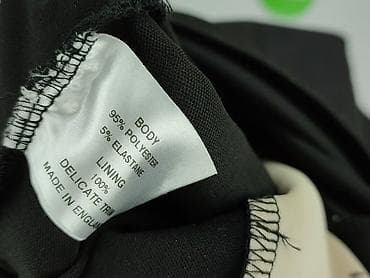 BODY
95% POLYESTER
5% ELASTANE
LINING
100%
DELICATE TRIM
MADE IN ENGLAND